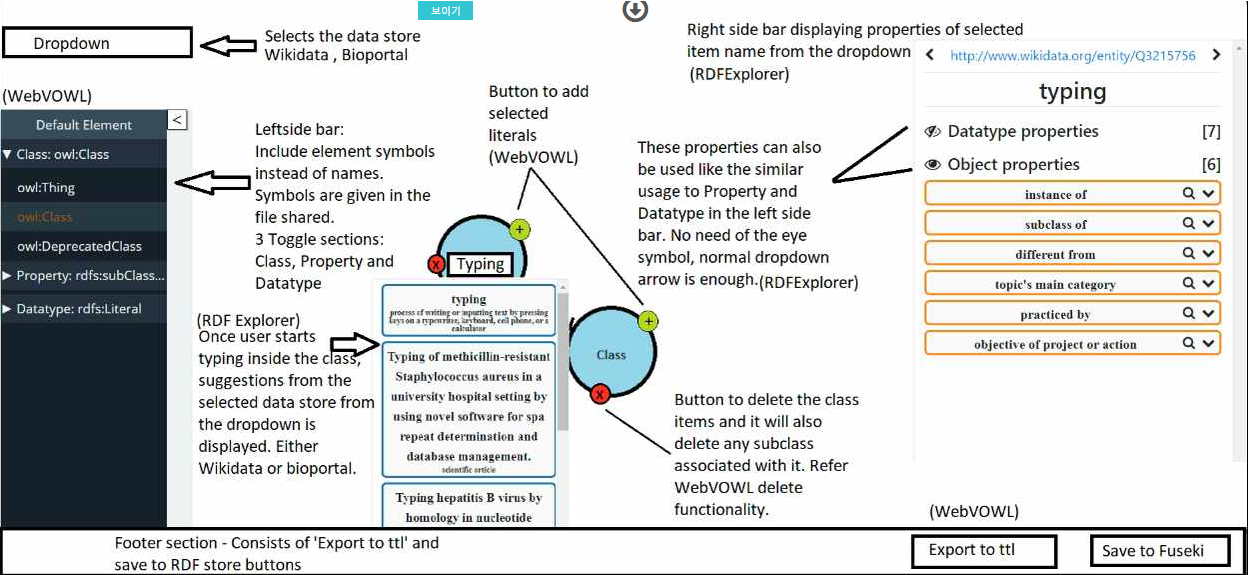 보이기
Dropdown
Selects the data store
Wikidata , Bioportal
Right side bar displaying properties of selected
item name from the dropdown
(RDFExplorer)
http://www.wikidata.org/entity/Q3215756
typing
Datatype properties [7]
Object properties [6]
instance of
subclass of
different from
topic's main category
practiced by
objective of project or action
(WebVOWL)
Default Element
<
Class: owl:Class
owl:Thing
owl:Class
owl:DeprecatedClass
Property: rdfs:subClass...
Datatype: rdfs:Literal
Leftside bar:
Include element symbols
instead of names.
Symbols are given in the
file shared.
3 Toggle sections:
Class, Property and
Datatype
Button to add
selected
literals
(WebVOWL)
These properties can also
be used like the similar
usage to Property and
Datatype in the left side
bar. No need of the eye
symbol, normal dropdown
arrow is enough.(RDFExplorer)
+
x
Typing
(RDF Explorer)
Once user starts
typing inside the class,
suggestions from the
selected data store from
the dropdown is
displayed. Either
Wikidata or bioportal.
typing
process of writing or inputting text by pressing
keys on a typewriter, keyboard, cell phone, or a
calculator
Typing of methicillin-resistant
Staphylococcus aureus in a
university hospital setting by
using novel software for spa
repeat determination and
database management.
scientific article
Typing hepatitis B virus by
homology in nucleotide
+
Class
x
Button to delete the class
items and it will also
delete any subclass
associated with it. Refer
WebVOWL delete
functionality.
(WebVOWL)
Footer section - Consists of 'Export to ttl' and
save to RDF store buttons
Export to ttl
Save to Fuseki